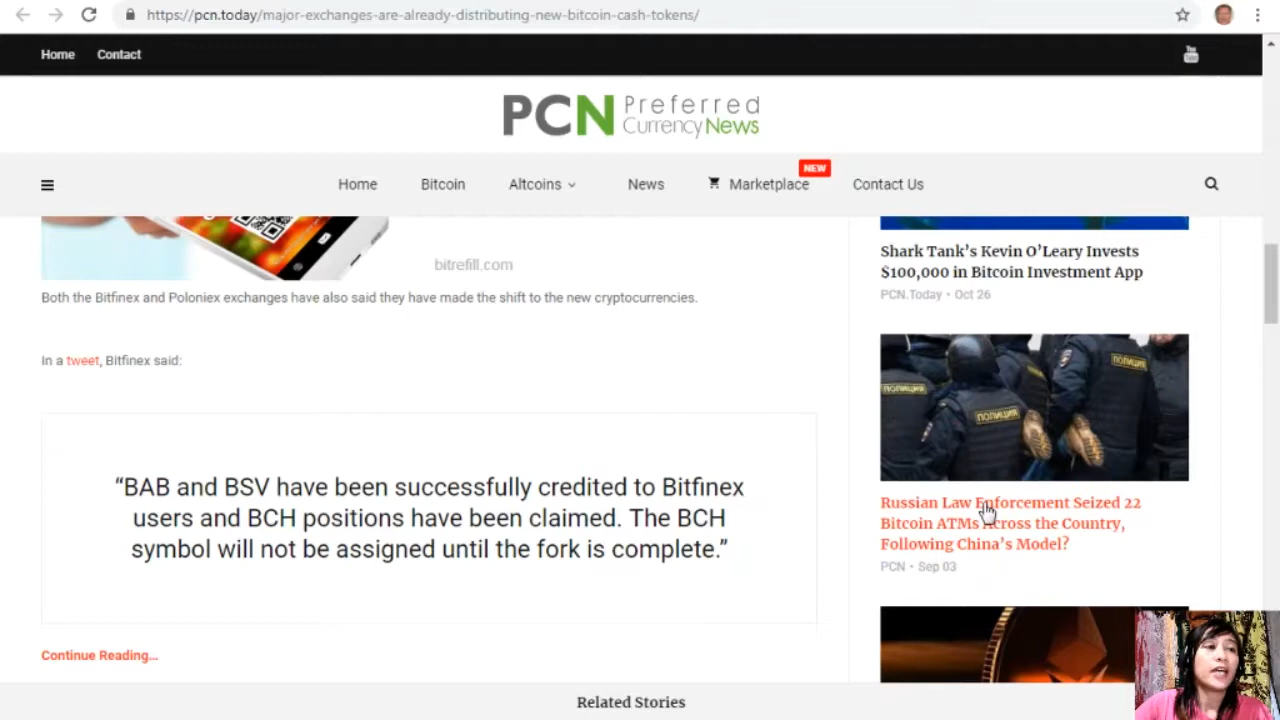 https://pcn.today/major-exchanges-are-already-distributing-new-bitcoin-cash-tokens/
Home Contact
You Tube
PCN Preferred
Currency News
NEW
Home Bitcoin Altcoins News Marketplace Contact Us
bitrefill.com
Both the Bitfinex and Poloniex exchanges have also said they have made the shift to the new cryptocurrencies.
In a tweet, Bitfinex said:
“BAB and BSV have been successfully credited to Bitfinex
users and BCH positions have been claimed. The BCH
symbol will not be assigned until the fork is complete.”
Continue Reading...
Shark Tank’s Kevin O’Leary Invests
$100,000 in Bitcoin Investment App
PCN.Today • Oct 26
ПОЛИЦИЯ
ПОЛИЦИЯ
ПОЛИЦИЯ
Russian Law Enforcement Seized 22
Bitcoin ATMs Across the Country,
Following China’s Model?
PCN • Sep 03
Related Stories